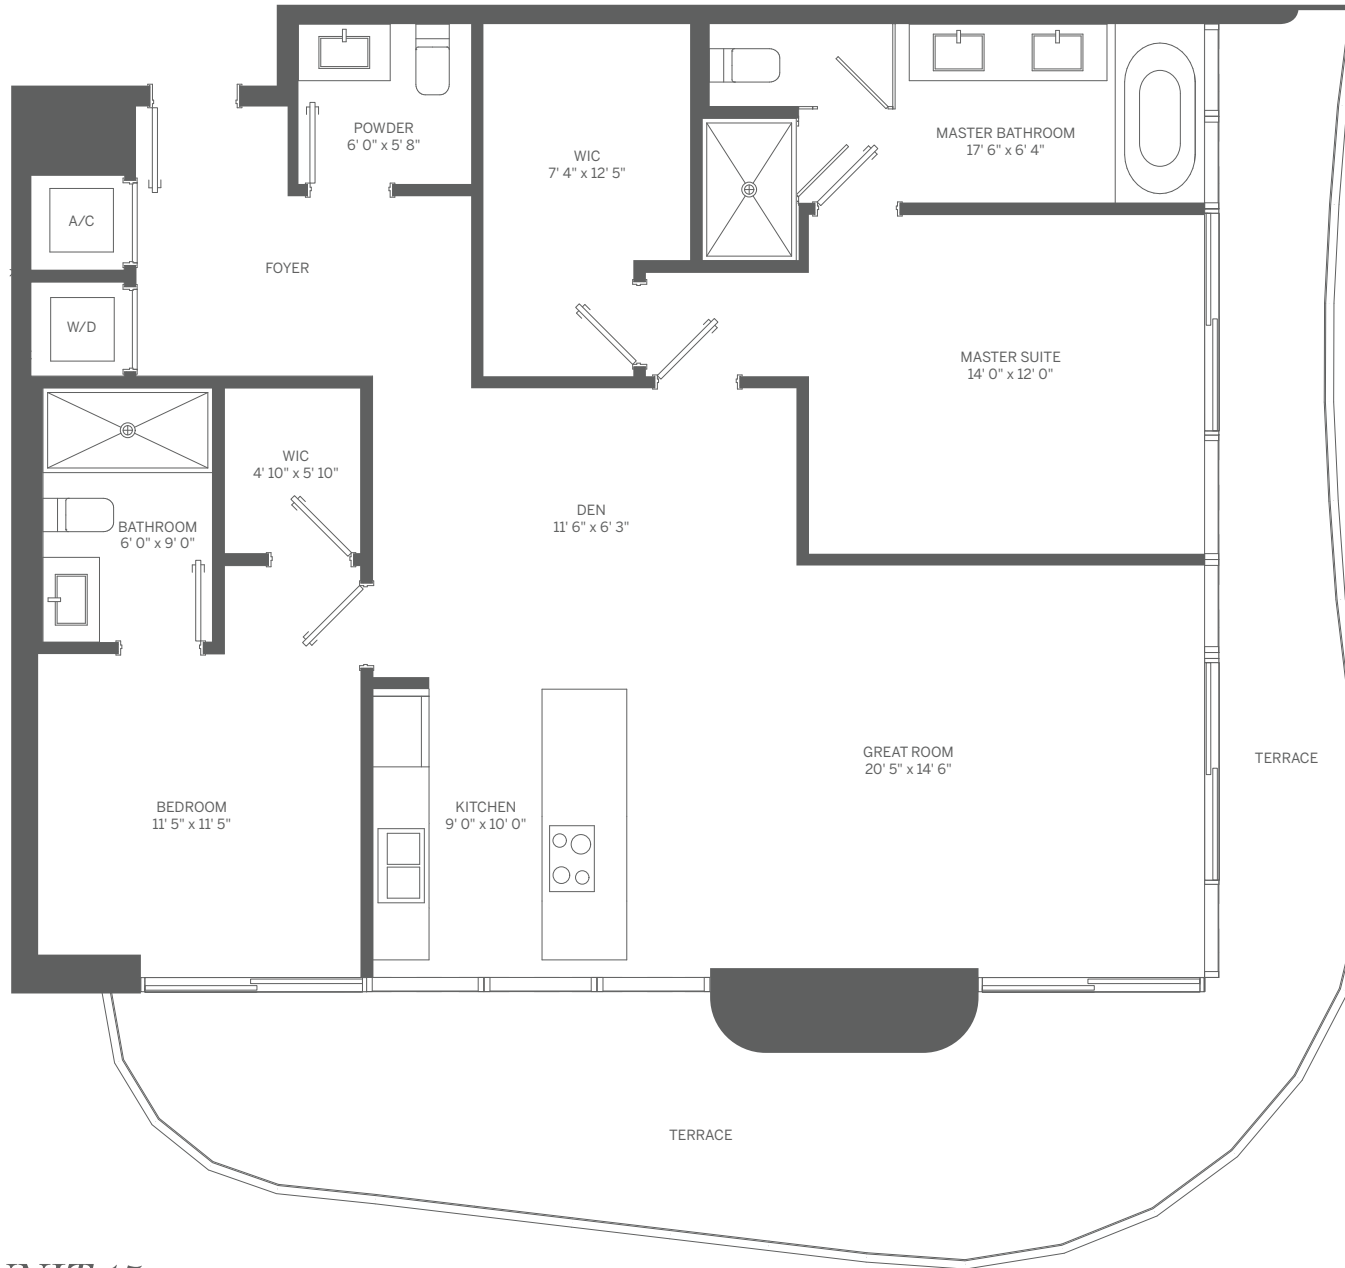 POWDER
6' 0" x 5' 8"
WIC
7' 4" x 12' 5"
MASTER BATHROOM
17' 6" x 6' 4"
A/C
FOYER
W/D
MASTER SUITE
14' 0" x 12' 0"
WIC
4' 10" x 5' 10"
BATHROOM
6' 0" x 9' 0"
DEN
11' 6" x 6' 3"
GREAT ROOM
20' 5" x 14' 6"
TERRACE
BEDROOM
11' 5" x 11' 5"
KITCHEN
9' 0" x 10' 0"
TERRACE